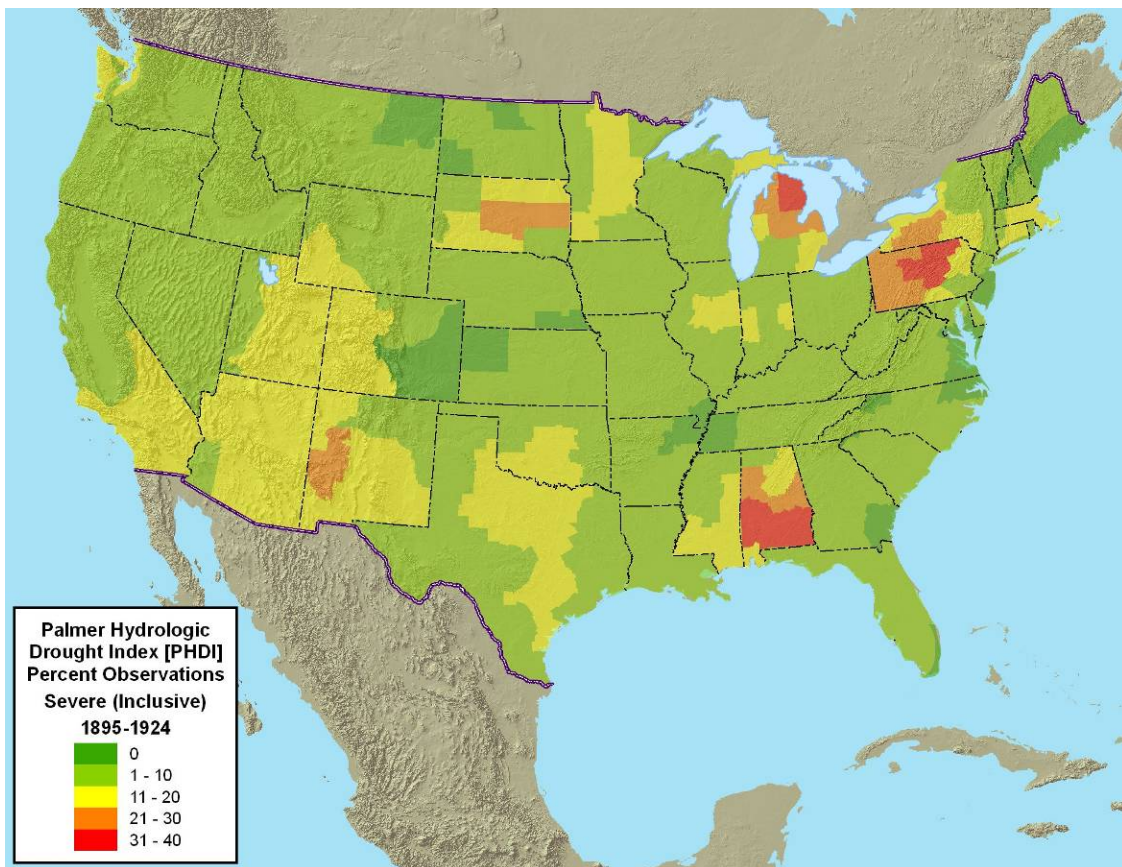 Palmer Hydrologic
Drought Index [PHDI]
Percent Observations
Severe (Inclusive)
1895-1924
0
1 - 10
11 - 20
21 - 30
31 - 40